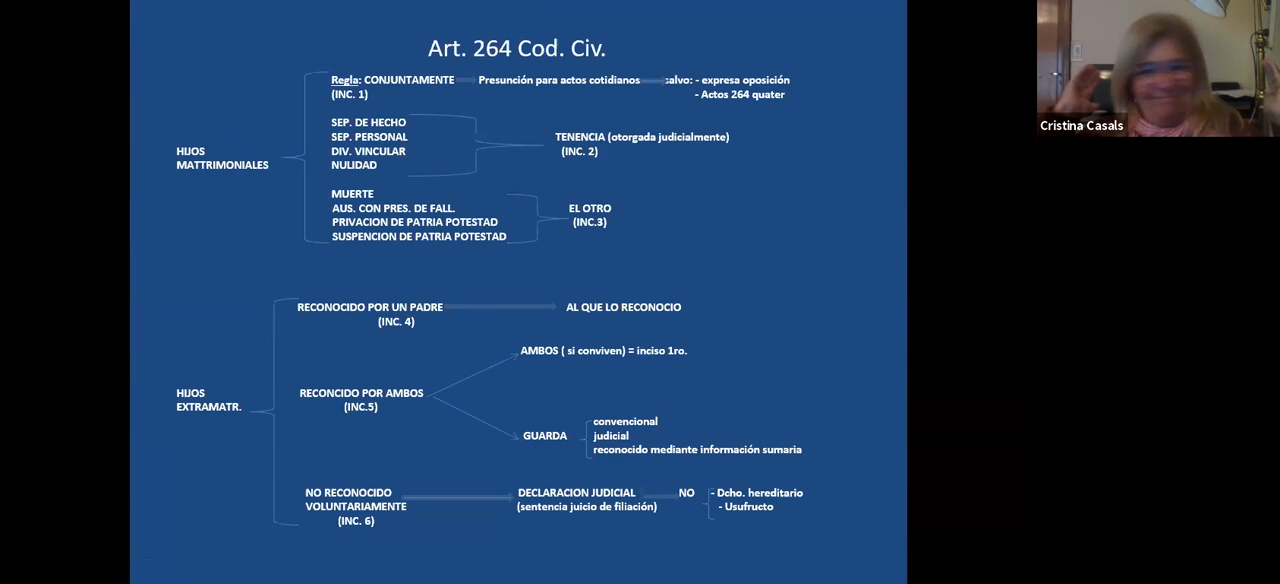 Art. 264 Cod. Civ.
Regla: CONJUNTAMENTE Presunción para actos cotidianos salvo: - expresa oposición
(INC. 1) - Actos 264 quater
SEP. DE HECHO
SEP. PERSONAL TENENCIA (otorgada judicialmente)
HIJOS DIV. VINCULAR (INC. 2)
MATTRIMONIALES NULIDAD
MUERTE
AUS. CON PRES. DE FALL. EL OTRO
PRIVACION DE PATRIA POTESTAD (INC.3)
SUSPENCION DE PATRIA POTESTAD
RECONOCIDO POR UN PADRE AL QUE LO RECONOCIO
(INC. 4)
AMBOS ( si conviven) = inciso 1ro.
HIJOS RECONCIDO POR AMBOS
EXTRAMATR. (INC.5)
convencional
GUARDA judicial
reconocido mediante información sumaria
NO RECONOCIDO DECLARACION JUDICIAL NO - Dcho. hereditario
VOLUNTARIAMENTE (sentencia juicio de filiación) - Usufructo
(INC. 6)
Cristina Casals